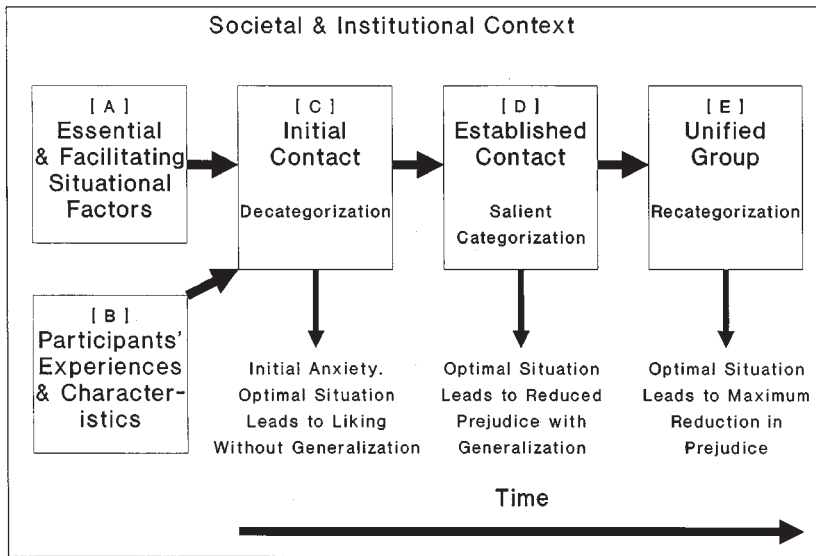 Societal & Institutional Context
[ A ]
Essential
& Facilitating
Situational
Factors
[ B ]
Participants'
Experiences
& Character-
istics
[ C ]
Initial
Contact
Decategorization
Initial Anxiety.
Optimal Situation
Leads to Liking
Without Generalization
[ D ]
Established
Contact
Salient
Categorization
Optimal Situation
Leads to Reduced
Prejudice with
Generalization
[ E ]
Unified
Group
Recategorization
Optimal Situation
Leads to Maximum
Reduction in
Prejudice
Time